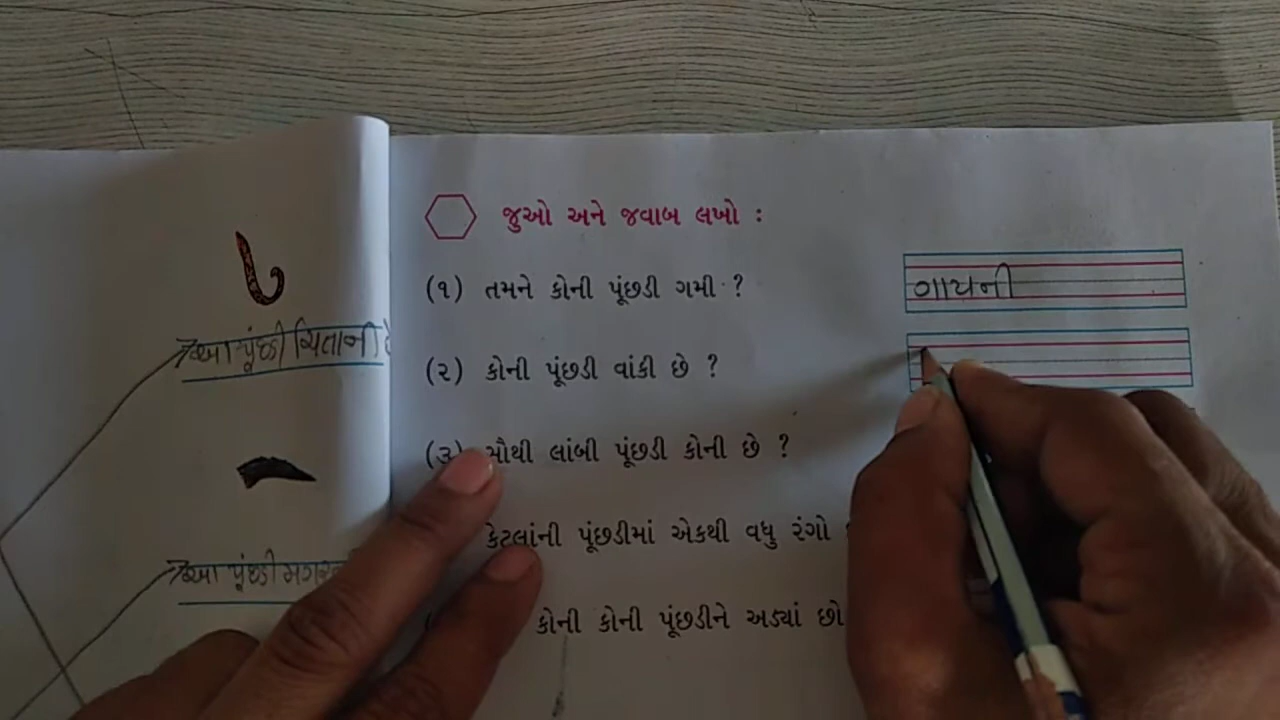 આ પૂંછડી ચિતાની
આ પૂંછડી
જુઓ અને જવાબ લખો :
(૧) તમને કોની પૂંછડી ગમી ? ગાયની
(૨) કોની પૂંછડી વાંકી છે ?
(૩) સૌથી લાંબી પૂંછડી કોની છે ?
કેટલાંની પૂંછડીમાં એકથી વધુ રંગો
કોની કોની પૂંછડીને અડ્યાં છો